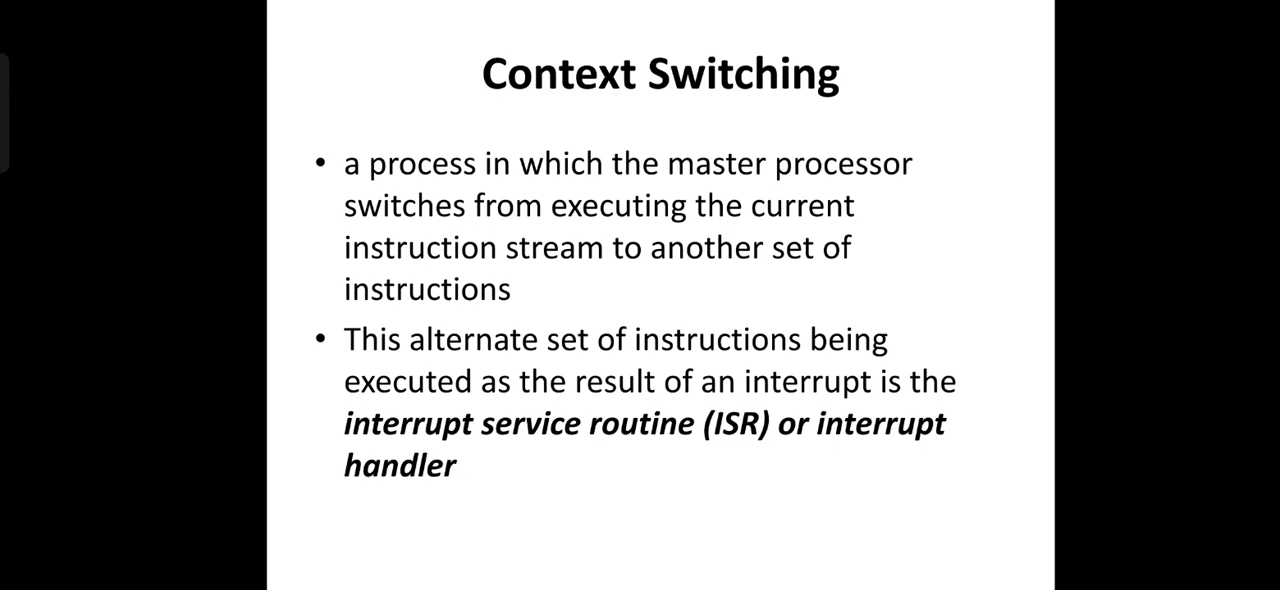 Context Switching
• a process in which the master processor
switches from executing the current
instruction stream to another set of
instructions
• This alternate set of instructions being
executed as the result of an interrupt is the
interrupt service routine (ISR) or interrupt
handler